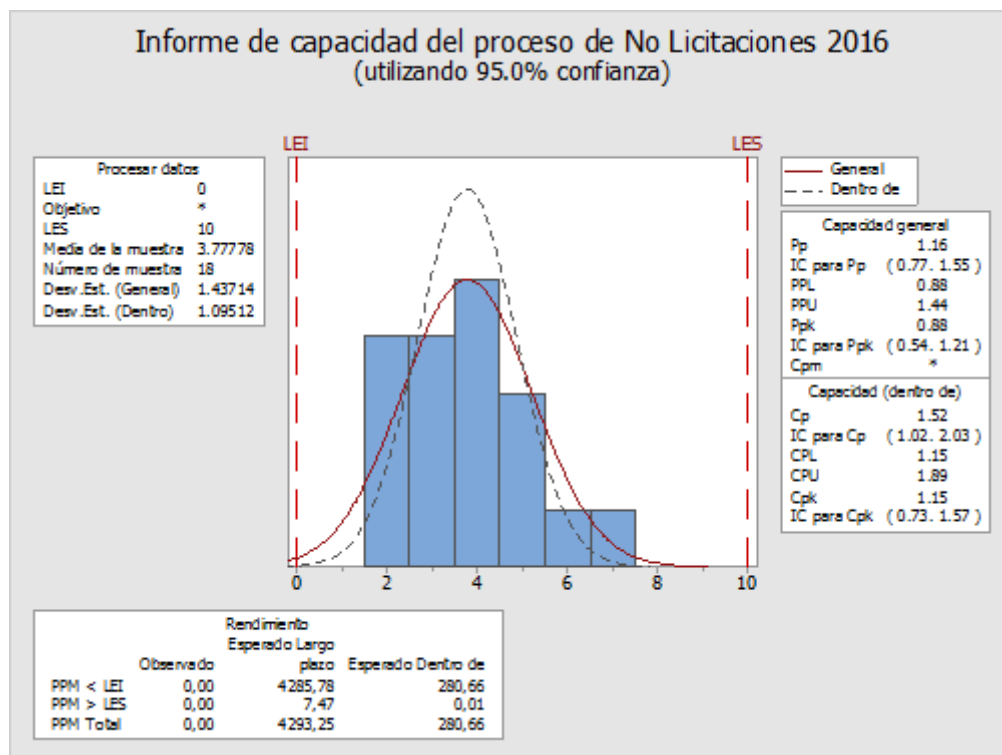 Informe de capacidad del proceso de No Licitaciones 2016
(utilizando 95.0% confianza)
LEI LES
Procesar datos
LEI 0
Objetivo *
LES 10
Media de la muestra 3.77778
Número de muestra 18
Desv.Est. (General) 1.43714
Desv.Est. (Dentro) 1.09512
General
Dentro de
Capacidad general
Pp 1.16
IC para Pp (0.77. 1.55)
PPL 0.88
PPU 1.44
Ppk 0.88
IC para Ppk (0.54. 1.21)
Cpm *
Capacidad (dentro de)
Cp 1.52
IC para Cp (1.02. 2.03)
CPL 1.15
CPU 1.89
Cpk 1.15
IC para Cpk (0.73. 1.57)
0 2 4 6 8 10
Rendimiento
Esperado Largo
Observado plazo Esperado Dentro de
PPM < LEI 0,00 4285,78 280,66
PPM > LES 0,00 7,47 0,01
PPM Total 0,00 4293,25 280,66